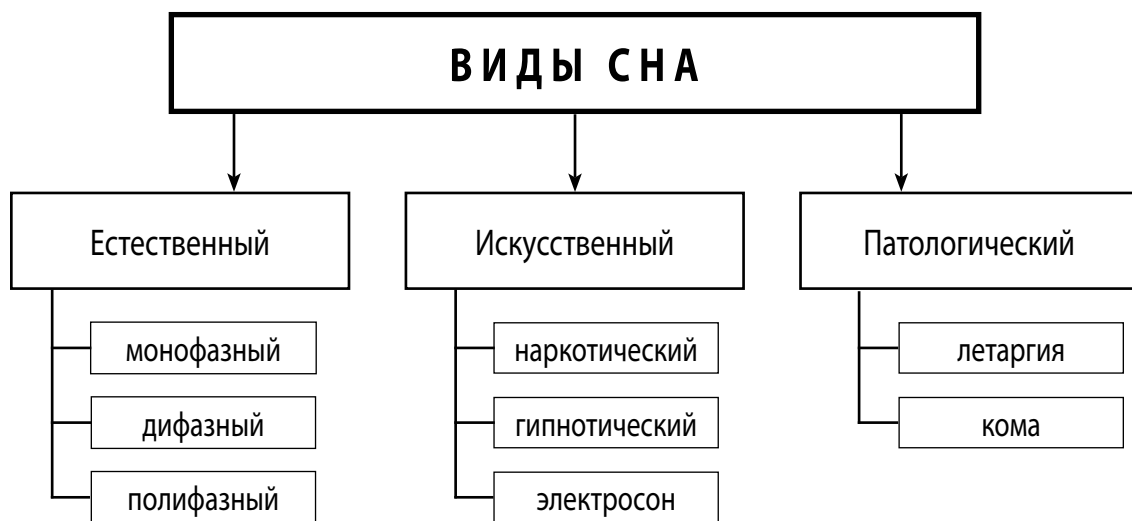 ВИДЫ СНА
Естественный
монофазный
дифазный
полифазный
Искусственный
наркотический
гипнотический
электросон
Патологический
летаргия
кома